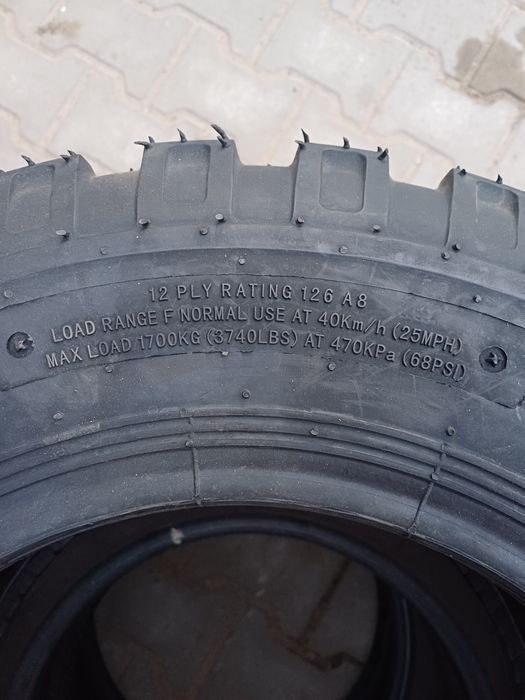 12 PLY RATING 126 A8
LOAD RANGE F NORMAL USE AT 40Km/h (25MPH)
MAX LOAD 1700KG (3740LBS) AT 470KPa (68PSI)